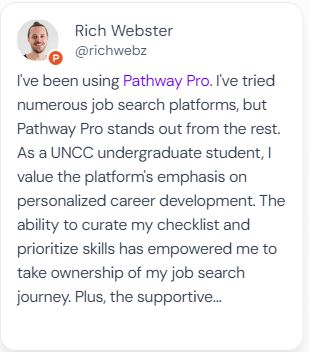 Rich Webster
@richwebz
P
I've been using Pathway Pro. I've tried
numerous job search platforms, but
Pathway Pro stands out from the rest.
As a UNCC undergraduate student, I
value the platform's emphasis on
personalized career development. The
ability to curate my checklist and
prioritize skills has empowered me to
take ownership of my job search
journey. Plus, the supportive...